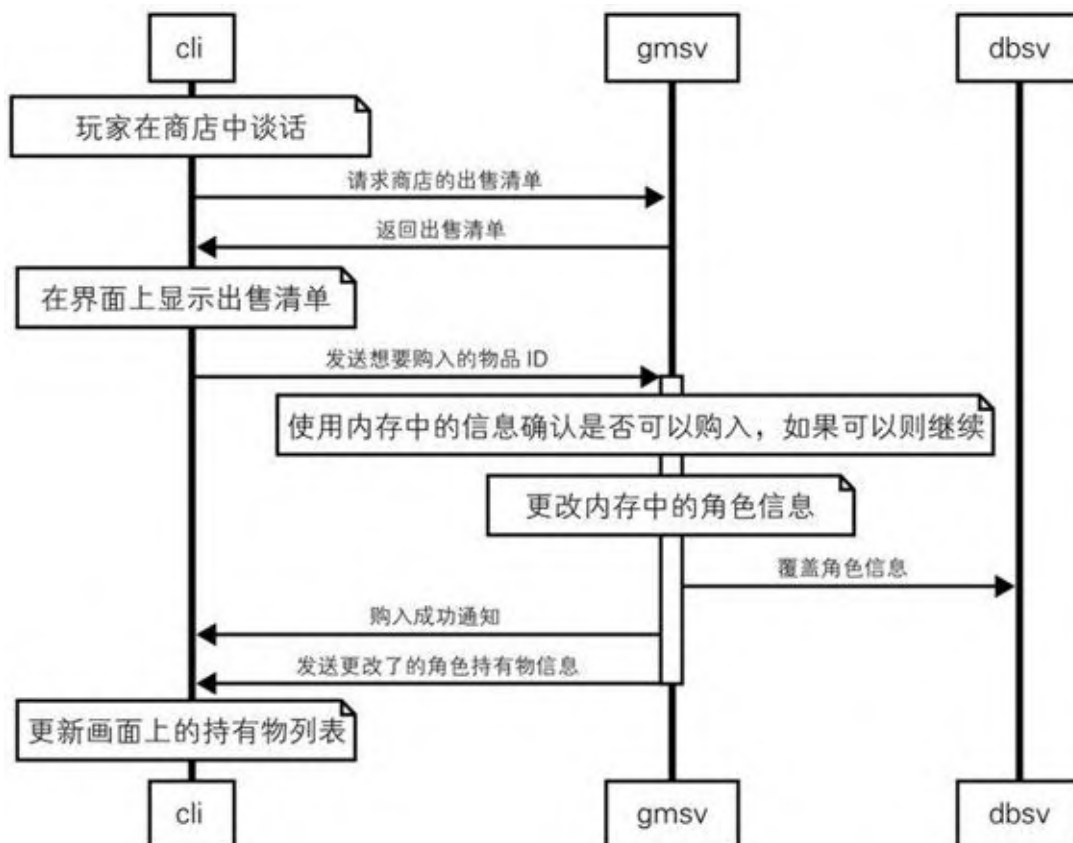 cli
gmsv
dbsv
玩家在商店中谈话
请求商店的出售清单
返回出售清单
在界面上显示出售清单
发送想要购入的物品 ID
使用内存中的信息确认是否可以购入，如果可以则继续
更改内存中的角色信息
覆盖角色信息
购入成功通知
发送更改了的角色持有物信息
更新画面上的持有物列表
cli
gmsv
dbsv